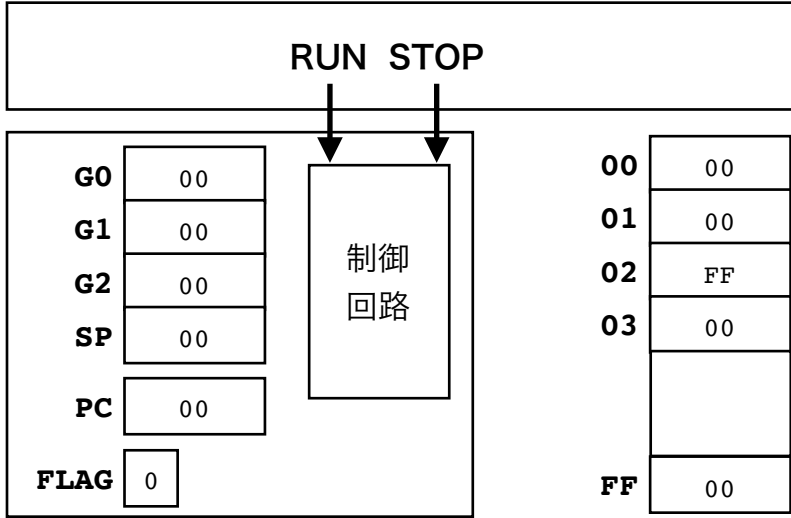 RUN STOP
G0 00
G1 00
G2 00
SP 00
PC 00
FLAG 0
制御
回路
00 00
01 00
02 FF
03 00
FF 00